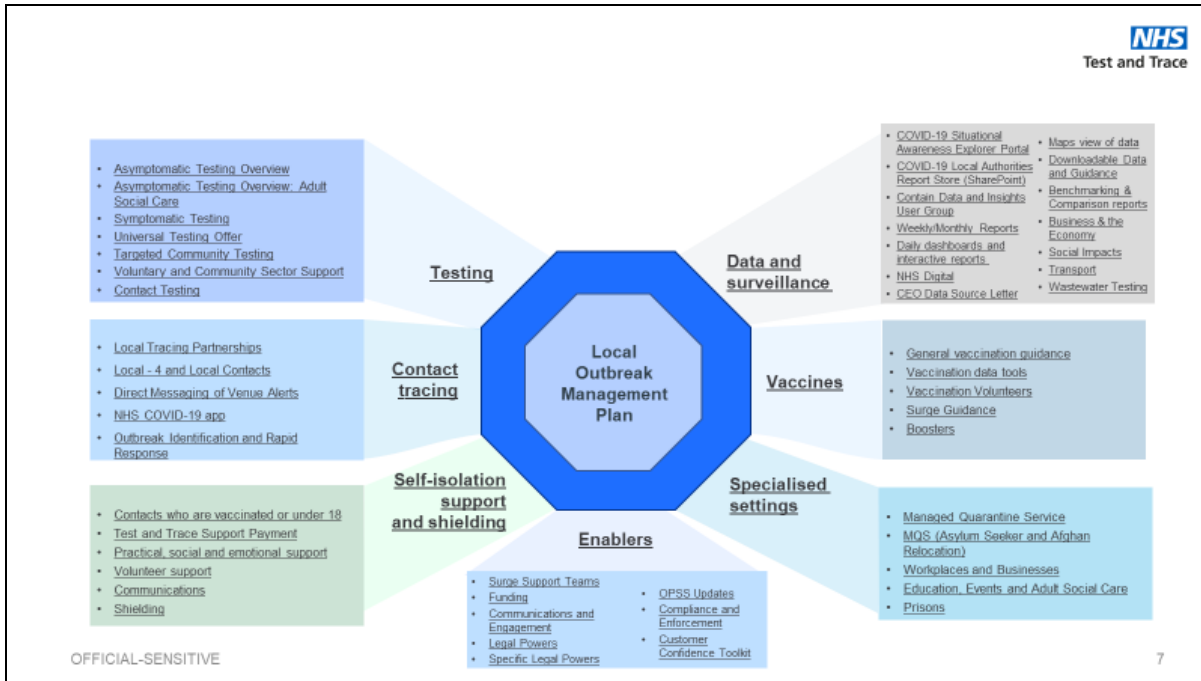 NHS
Test and Trace
• Asymptomatic Testing Overview
• Asymptomatic Testing Overview: Adult
Social Care
• Symptomatic Testing
• Universal Testing Offer
• Targeted Community Testing
• Voluntary and Community Sector Support
• Contact Testing
Testing
• Local Tracing Partnerships
• Local - 4 and Local Contacts
• Direct Messaging of Venue Alerts
• NHS COVID-19 app
• Outbreak Identification and Rapid
Response
Contact
tracing
• Contacts who are vaccinated or under 18
• Test and Trace Support Payment
• Practical, social and emotional support
• Volunteer support
• Communications
• Shielding
Self-isolation
support
and shielding
Local
Outbreak
Management
Plan
Data and
surveillance
• COVID-19 Situational
Awareness Explorer Portal
• COVID-19 Local Authorities
Report Store (SharePoint)
• Contain Data and Insights
User Group
• Weekly/Monthly Reports
• Daily dashboards and
interactive reports
• NHS Digital
• CEO Data Source Letter
• Maps view of data
• Downloadable Data
and Guidance
• Benchmarking &
Comparison reports
• Business & the
Economy
• Social Impacts
• Transport
• Wastewater Testing
Vaccines
• General vaccination guidance
• Vaccination data tools
• Vaccination Volunteers
• Surge Guidance
• Boosters
Specialised
settings
• Managed Quarantine Service
• MQS (Asylum Seeker and Afghan
Relocation)
• Workplaces and Businesses
• Education, Events and Adult Social Care
• Prisons
Enablers
• Surge Support Teams
• Funding
• Communications and
Engagement
• Legal Powers
• Specific Legal Powers
• OPSS Updates
• Compliance and
Enforcement
• Customer
Confidence Toolkit
OFFICIAL-SENSITIVE
7